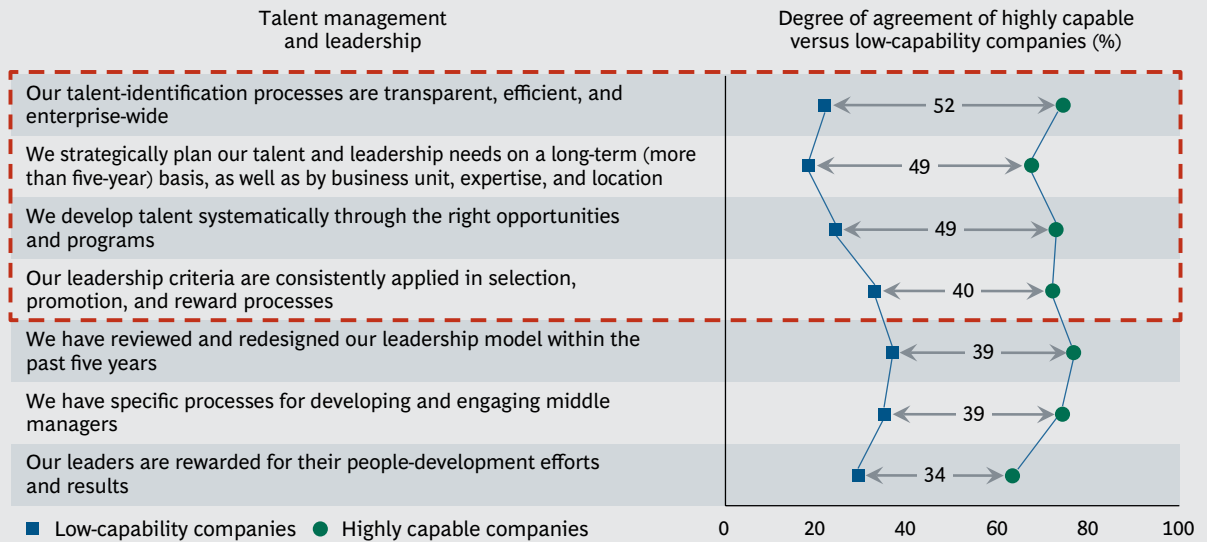 Talent management
and leadership
Degree of agreement of highly capable
versus low-capability companies (%)
Our talent-identification processes are transparent, efficient, and
enterprise-wide
52
We strategically plan our talent and leadership needs on a long-term (more
than five-year) basis, as well as by business unit, expertise, and location
49
We develop talent systematically through the right opportunities
and programs
49
Our leadership criteria are consistently applied in selection,
promotion, and reward processes
40
We have reviewed and redesigned our leadership model within the
past five years
39
We have specific processes for developing and engaging middle
managers
39
Our leaders are rewarded for their people-development efforts
and results
34
Low-capability companies Highly capable companies
0 20 40 60 80 100